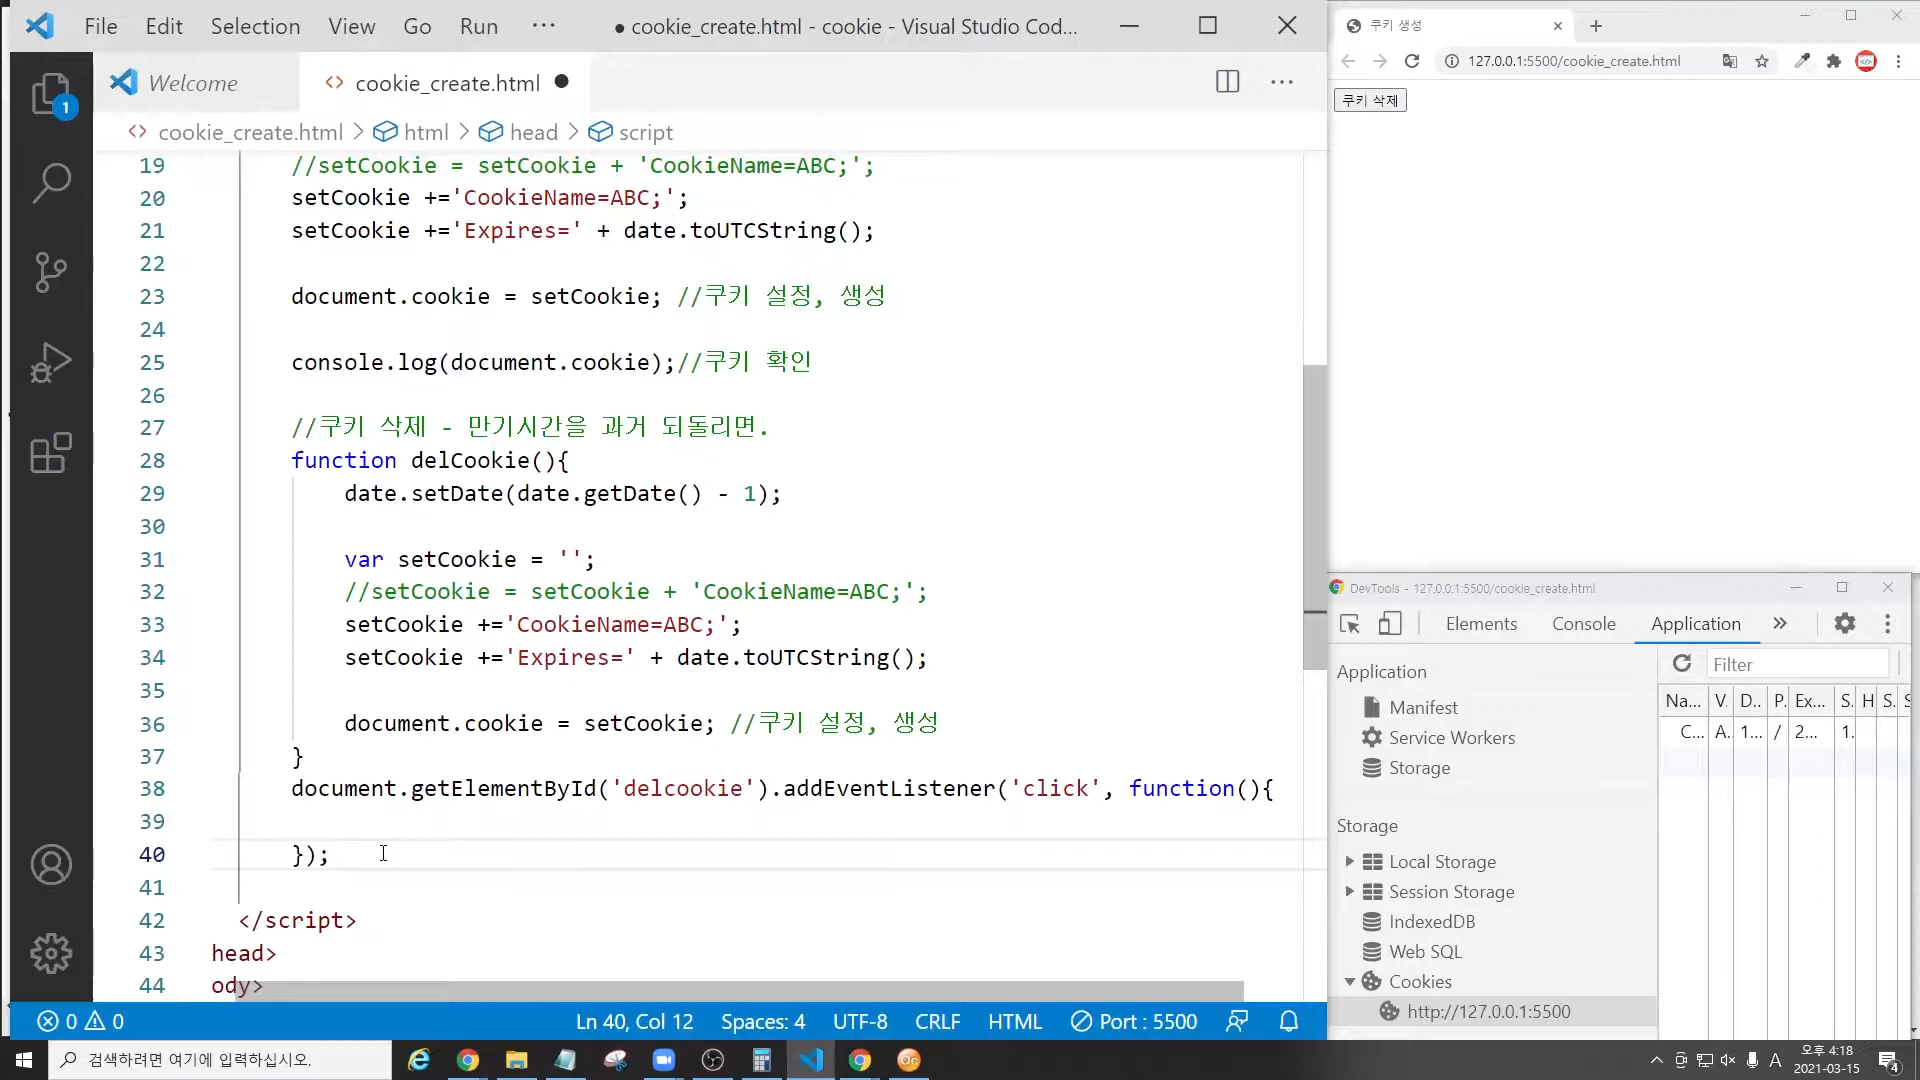 File Edit Selection View Go Run ··· ● cookie_create.html - cookie - Visual Studio Cod...
Welcome <> cookie_create.html ●
<> cookie_create.html > html > head > script
19 //setCookie = setCookie + 'CookieName=ABC;';
20 setCookie +='CookieName=ABC;';
21 setCookie +='Expires=' + date.toUTCString();
22
23 document.cookie = setCookie; //쿠키 설정, 생성
24
25 console.log(document.cookie);//쿠키 확인
26
27 //쿠키 삭제 - 만기시간을 과거 되돌리면.
28 function delCookie(){
29 date.setDate(date.getDate() - 1);
30
31 var setCookie = '';
32 //setCookie = setCookie + 'CookieName=ABC;';
33 setCookie +='CookieName=ABC;';
34 setCookie +='Expires=' + date.toUTCString();
35
36 document.cookie = setCookie; //쿠키 설정, 생성
37 }
38 document.getElementById('delcookie').addEventListener('click', function(){
39
40 });
41
42 </script>
43 head>
44 ody>
1
0 0 Ln 40, Col 12 Spaces: 4 UTF-8 CRLF HTML Port : 5500
쿠키 생성
127.0.0.1:5500/cookie_create.html
쿠키 삭제
DevTools - 127.0.0.1:5500/cookie_create.html
Elements Console Application »
Application
Manifest
Service Workers
Storage
Storage
Local Storage
Session Storage
IndexedDB
Web SQL
Cookies
http://127.0.0.1:5500
Filter
Na... V. D.. P. Ex... S. H S. S
C... A. 1... / 2... 1.
검색하려면 여기에 입력하십시오.
A 오후 4:18
2021-03-15
4